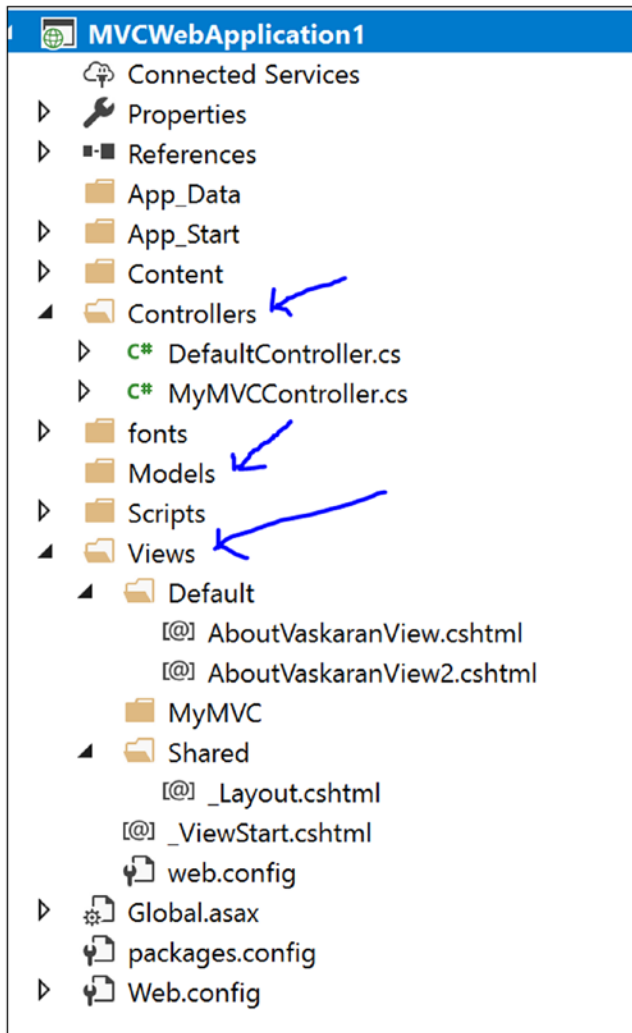 MVCWebApplication1
Connected Services
Properties
References
App_Data
App_Start
Content
Controllers
C# DefaultController.cs
C# MyMVCController.cs
fonts
Models
Scripts
Views
Default
[@] AboutVaskaranView.cshtml
[@] AboutVaskaranView2.cshtml
MyMVC
Shared
[@] _Layout.cshtml
[@] _ViewStart.cshtml
web.config
Global.asax
packages.config
Web.config